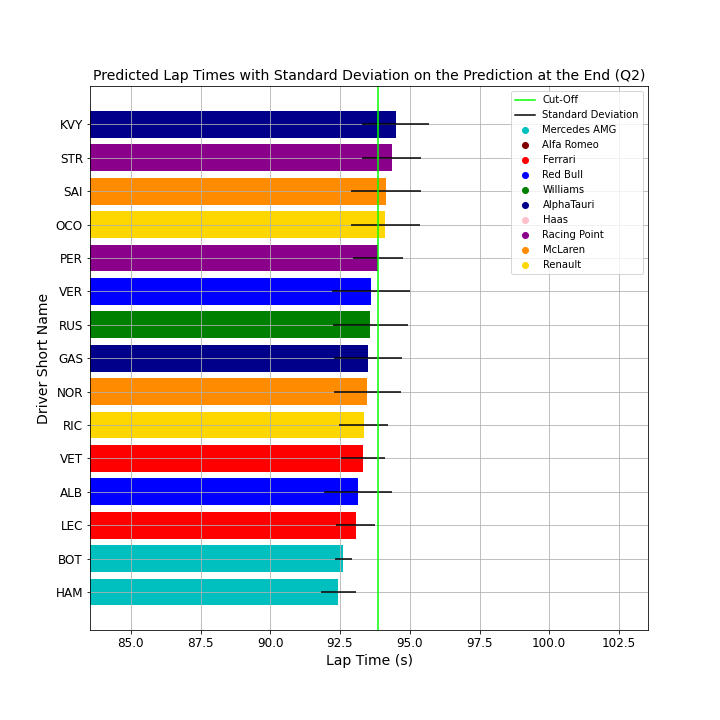 Predicted Lap Times with Standard Deviation on the Prediction at the End (Q2)
Cut-Off
Standard Deviation
Mercedes AMG
Alfa Romeo
Ferrari
Red Bull
Williams
AlphaTauri
Haas
Racing Point
McLaren
Renault
Driver Short Name
KVY
STR
SAI
OCO
PER
VER
RUS
GAS
NOR
RIC
VET
ALB
LEC
BOT
HAM
85.0 87.5 90.0 92.5 95.0 97.5 100.0 102.5
Lap Time (s)